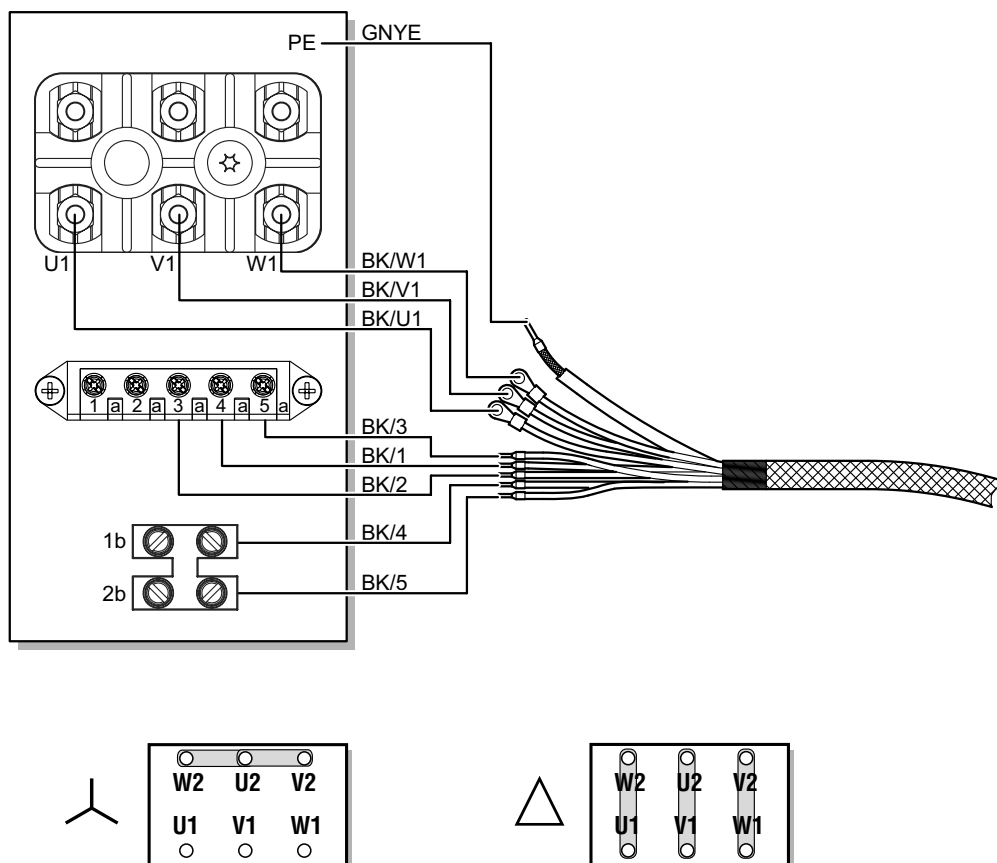 PE GNYE
U1 V1 W1
BK/W1
BK/V1
BK/U1
1 a 2 a 3 a 4 a 5 a
BK/3
BK/1
BK/2
1b BK/4
2b BK/5
W2 U2 V2
U1 V1 W1
W2 U2 V2
U1 V1 W1